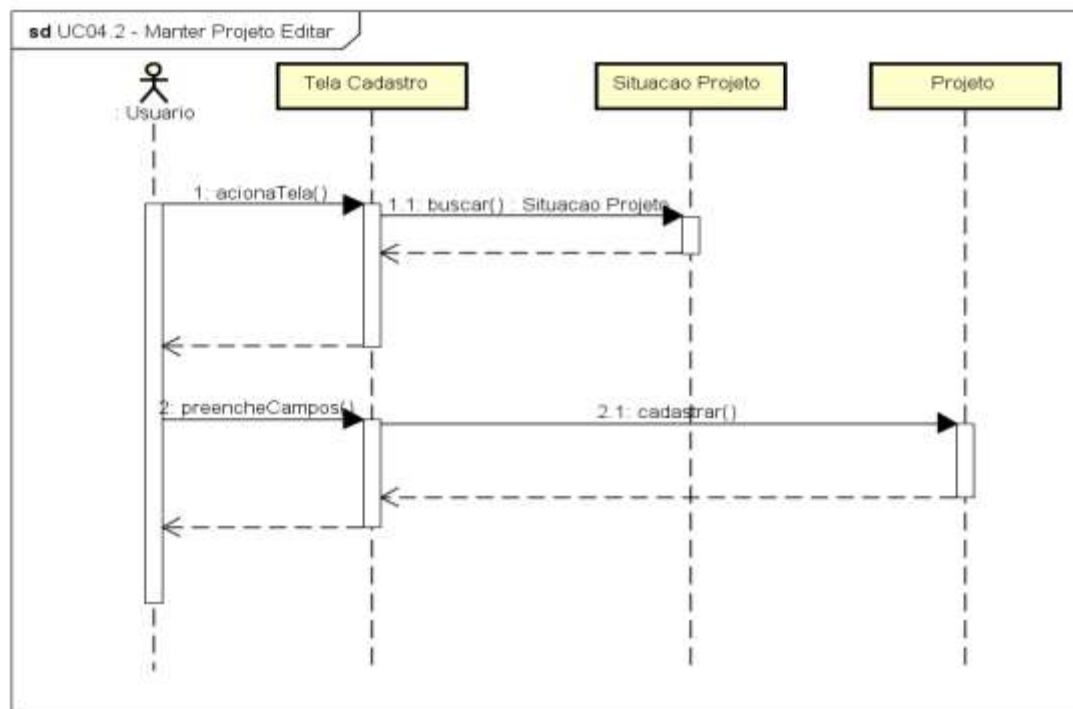 sd UC04.2 - Manter Projeto Editar
Tela Cadastro
Situacao Projeto
Projeto
: Usuario
1: acionaTela()
1.1: buscar() : Situacao Projeto
2: preencheCampos()
2.1: cadastrar()